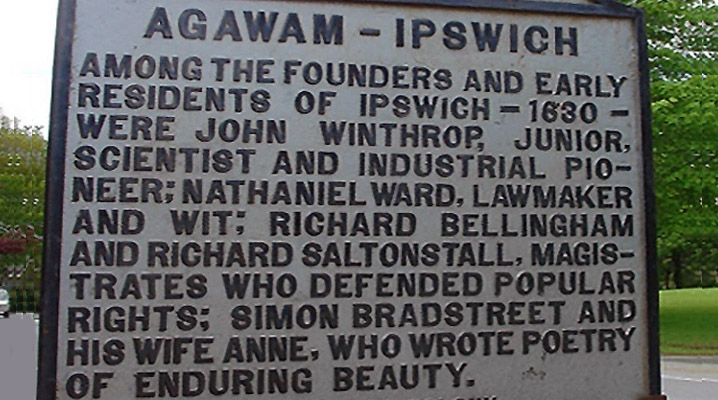 AGAWAM – IPSWICH
AMONG THE FOUNDERS AND EARLY
RESIDENTS OF IPSWICH – 1630 –
WERE JOHN WINTHROP, JUNIOR,
SCIENTIST AND INDUSTRIAL PIO-
NEER; NATHANIEL WARD, LAWMAKER
AND WIT; RICHARD BELLINGHAM
AND RICHARD SALTONSTALL, MAGIS-
TRATES WHO DEFENDED POPULAR
RIGHTS; SIMON BRADSTREET AND
HIS WIFE ANNE, WHO WROTE POETRY
OF ENDURING BEAUTY.